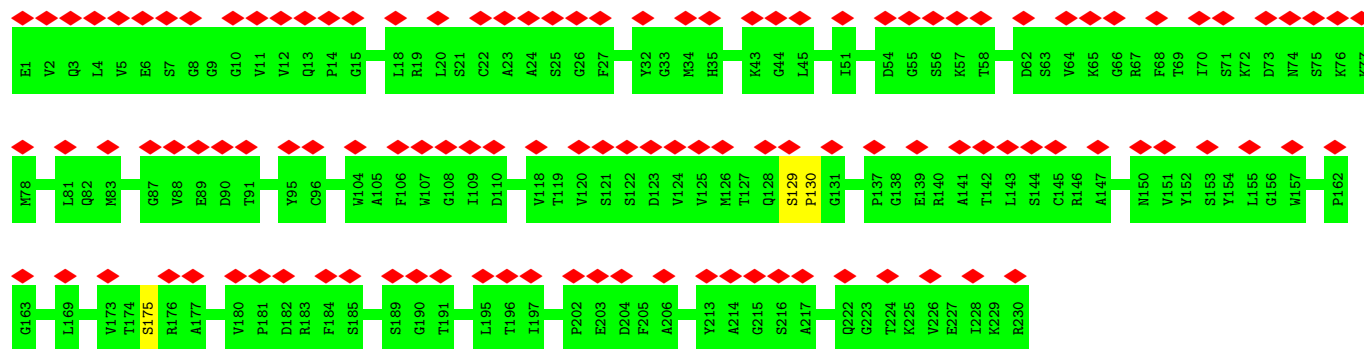 E1 V2 Q3 L4 V5 E6 S7 G8 G9 G10 V11 V12 Q13 P14 G15 L18 R19 L20 S21 C22 A23 A24 S25 G26 F27 Y32 G33 M34 H35 K43 G44 L45 I51 D54 G55 S56 K57 T58 D62 S63 V64 K65 G66 R67 F68 T69 I70 S71 K72 D73 N74 S75 K76 K77
M78 L81 Q82 M83 G87 V88 E89 D90 T91 Y95 C96 W104 A105 F106 W107 G108 I109 D110 V118 T119 V120 S121 S122 D123 V124 V125 M126 T127 Q128 S129 P130 G131 P137 G138 E139 R140 A141 T142 L143 S144 C145 R146 A147 N150 V151 Y152 S153 Y154 L155 G156 W157 P162
G163 L169 V173 T174 S175 R176 A177 V180 P181 D182 R183 F184 S185 S189 G190 T191 L195 T196 I197 P202 E203 D204 F205 A206 V213 A214 G215 S216 A217 Q222 G223 T224 K225 V226 E227 I228 K229 R230